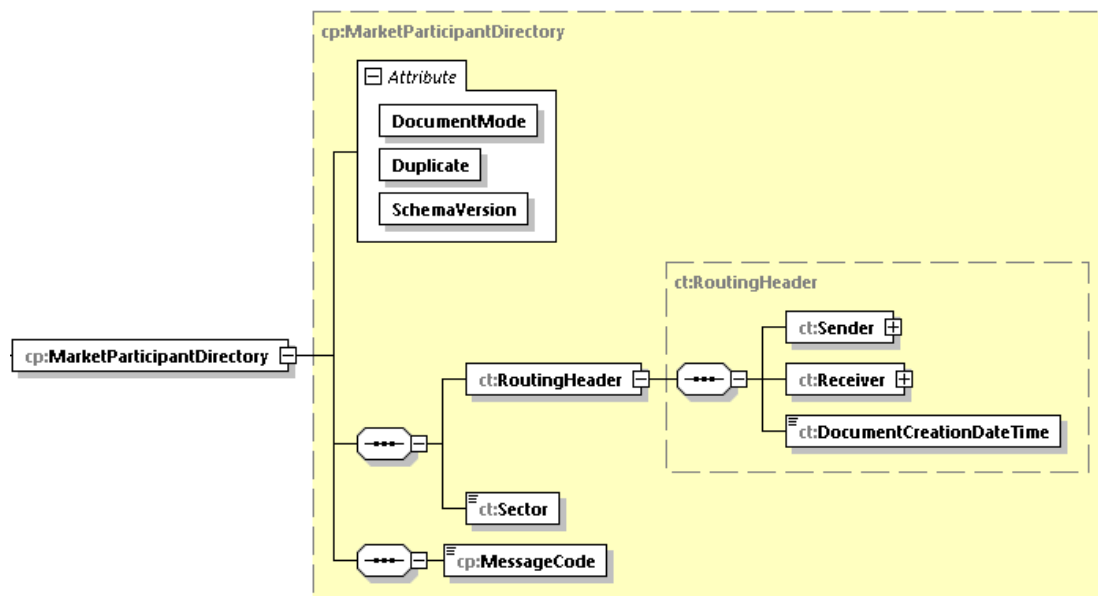 cp:MarketParticipantDirectory
Attribute
DocumentMode
Duplicate
SchemaVersion
ct:RoutingHeader
ct:Sender
cp:MarketParticipantDirectory
ct:RoutingHeader
ct:Receiver
ct:DocumentCreationDateTime
ct:Sector
cp:MessageCode